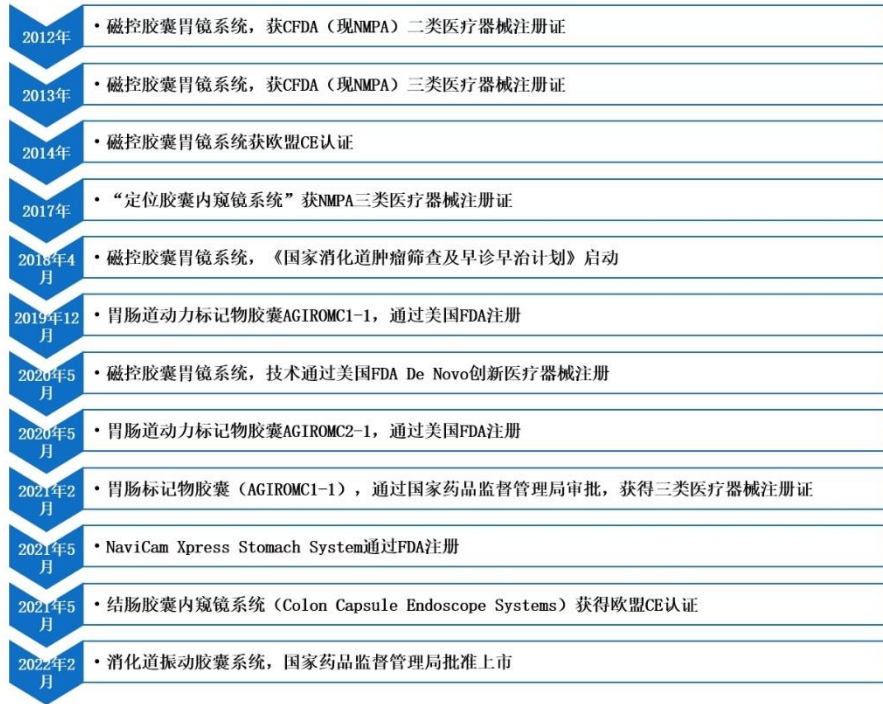 2012年
•磁控胶囊胃镜系统，获CFDA（现NMPA）二类医疗器械注册证
2013年
•磁控胶囊胃镜系统，获CFDA（现NMPA）三类医疗器械注册证
2014年
•磁控胶囊胃镜系统获欧盟CE认证
2017年
•“定位胶囊内窥镜系统”获NMPA三类医疗器械注册证
2018年4
月
•磁控胶囊胃镜系统，《国家消化道肿瘤筛查及早诊早治计划》启动
2019年12
月
•胃肠道动力标记物胶囊AGIROMC1-1，通过美国FDA注册
2020年5
月
•磁控胶囊胃镜系统，技术通过美国FDA De Novo创新医疗器械注册
2020年5
月
•胃肠道动力标记物胶囊AGIROMC2-1，通过美国FDA注册
2021年2
月
•胃肠标记物胶囊（AGIROMC1-1），通过国家药品监督管理局审批，获得三类医疗器械注册证
2021年5
月
•NaviCam Xpress Stomach System通过FDA注册
2021年5
月
•结肠胶囊内窥镜系统（Colon Capsule Endoscope Systems）获得欧盟CE认证
2022年2
月
•消化道振动胶囊系统，国家药品监督管理局批准上市